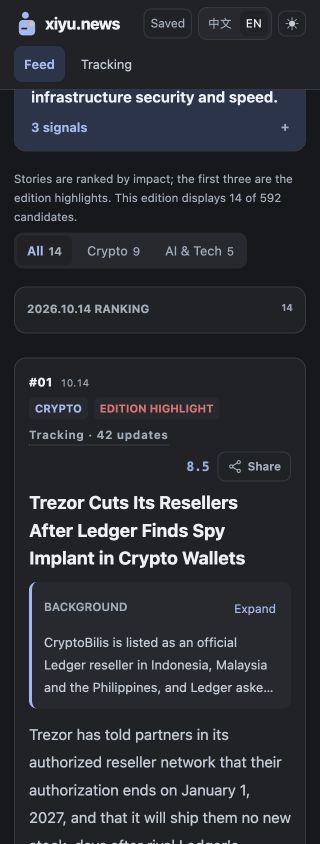 xiyu.news
Saved
中文
EN
Feed
Tracking
infrastructure security and speed.
3 signals
+
Stories are ranked by impact; the first three are the
edition highlights. This edition displays 14 of 592
candidates.
All 14
Crypto 9
AI & Tech 5
2026.10.14 RANKING
14
#01 10.14
CRYPTO
EDITION HIGHLIGHT
Tracking · 42 updates
8.5
Share
Trezor Cuts Its Resellers
After Ledger Finds Spy
Implant in Crypto Wallets
BACKGROUND
Expand
CryptoBilis is listed as an official
Ledger reseller in Indonesia, Malaysia
and the Philippines, and Ledger aske...
Trezor has told partners in its
authorized reseller network that their
authorization ends on January 1,
2027, and that it will ship them no new
stock, days after rival Ledger's